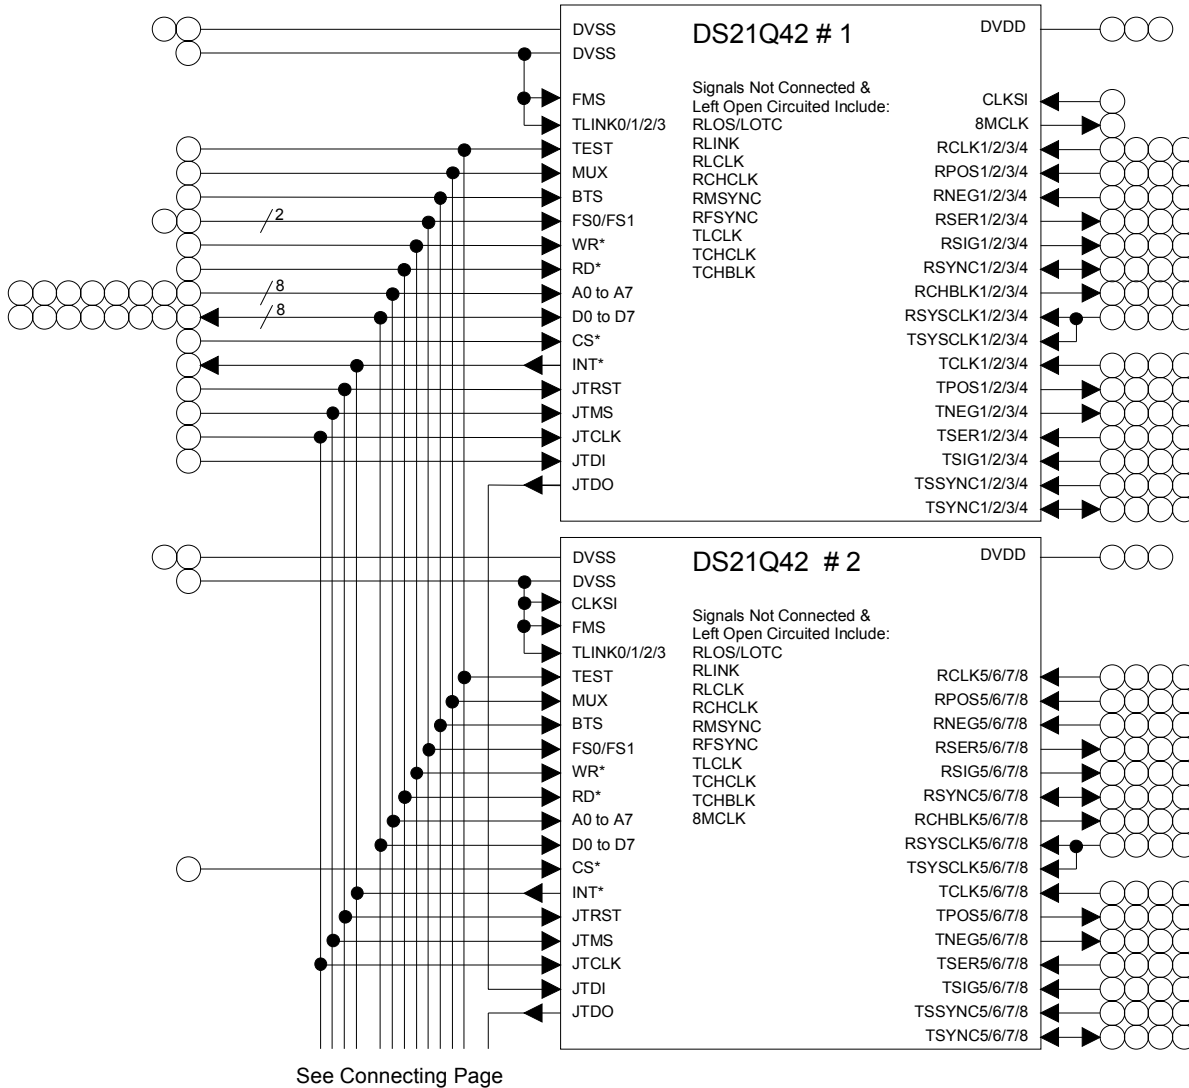 DS21Q42 # 1
DVSS
DVSS
FMS
TLINK0/1/2/3
TEST
MUX
BTS
2
FS0/FS1
WR*
RD*
8
A0 to A7
8
D0 to D7
CS*
INT*
JTRST
JTMS
JTCLK
JTDI
JTDO
Signals Not Connected &
Left Open Circuited Include:
RLOS/LOTC
RLINK
RLCLK
RCHCLK
RMSYNC
RFSYNC
TLCLK
TCHCLK
TCHBLK
DVDD
CLKSI
8MCLK
RCLK1/2/3/4
RPOS1/2/3/4
RNEG1/2/3/4
RSER1/2/3/4
RSIG1/2/3/4
RSYNC1/2/3/4
RCHBLK1/2/3/4
RSYSCLK1/2/3/4
TSYSCLK1/2/3/4
TCLK1/2/3/4
TPOS1/2/3/4
TNEG1/2/3/4
TSER1/2/3/4
TSIG1/2/3/4
TSSYNC1/2/3/4
TSYNC1/2/3/4
DS21Q42 # 2
DVSS
DVSS
CLKSI
FMS
TLINK0/1/2/3
TEST
MUX
BTS
FS0/FS1
WR*
RD*
A0 to A7
D0 to D7
CS*
INT*
JTRST
JTMS
JTCLK
JTDI
JTDO
Signals Not Connected &
Left Open Circuited Include:
RLOS/LOTC
RLINK
RLCLK
RCHCLK
RMSYNC
RFSYNC
TLCLK
TCHCLK
TCHBLK
8MCLK
DVDD
RCLK5/6/7/8
RPOS5/6/7/8
RNEG5/6/7/8
RSER5/6/7/8
RSIG5/6/7/8
RSYNC5/6/7/8
RCHBLK5/6/7/8
RSYSCLK5/6/7/8
TSYSCLK5/6/7/8
TCLK5/6/7/8
TPOS5/6/7/8
TNEG5/6/7/8
TSER5/6/7/8
TSIG5/6/7/8
TSSYNC5/6/7/8
TSYNC5/6/7/8
See Connecting Page